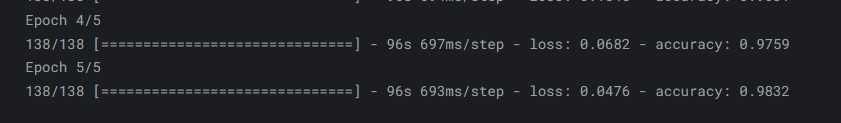 Epoch 4/5
138/138 [==============================] - 96s 697ms/step - loss: 0.0682 - accuracy: 0.9759
Epoch 5/5
138/138 [==============================] - 96s 693ms/step - loss: 0.0476 - accuracy: 0.9832